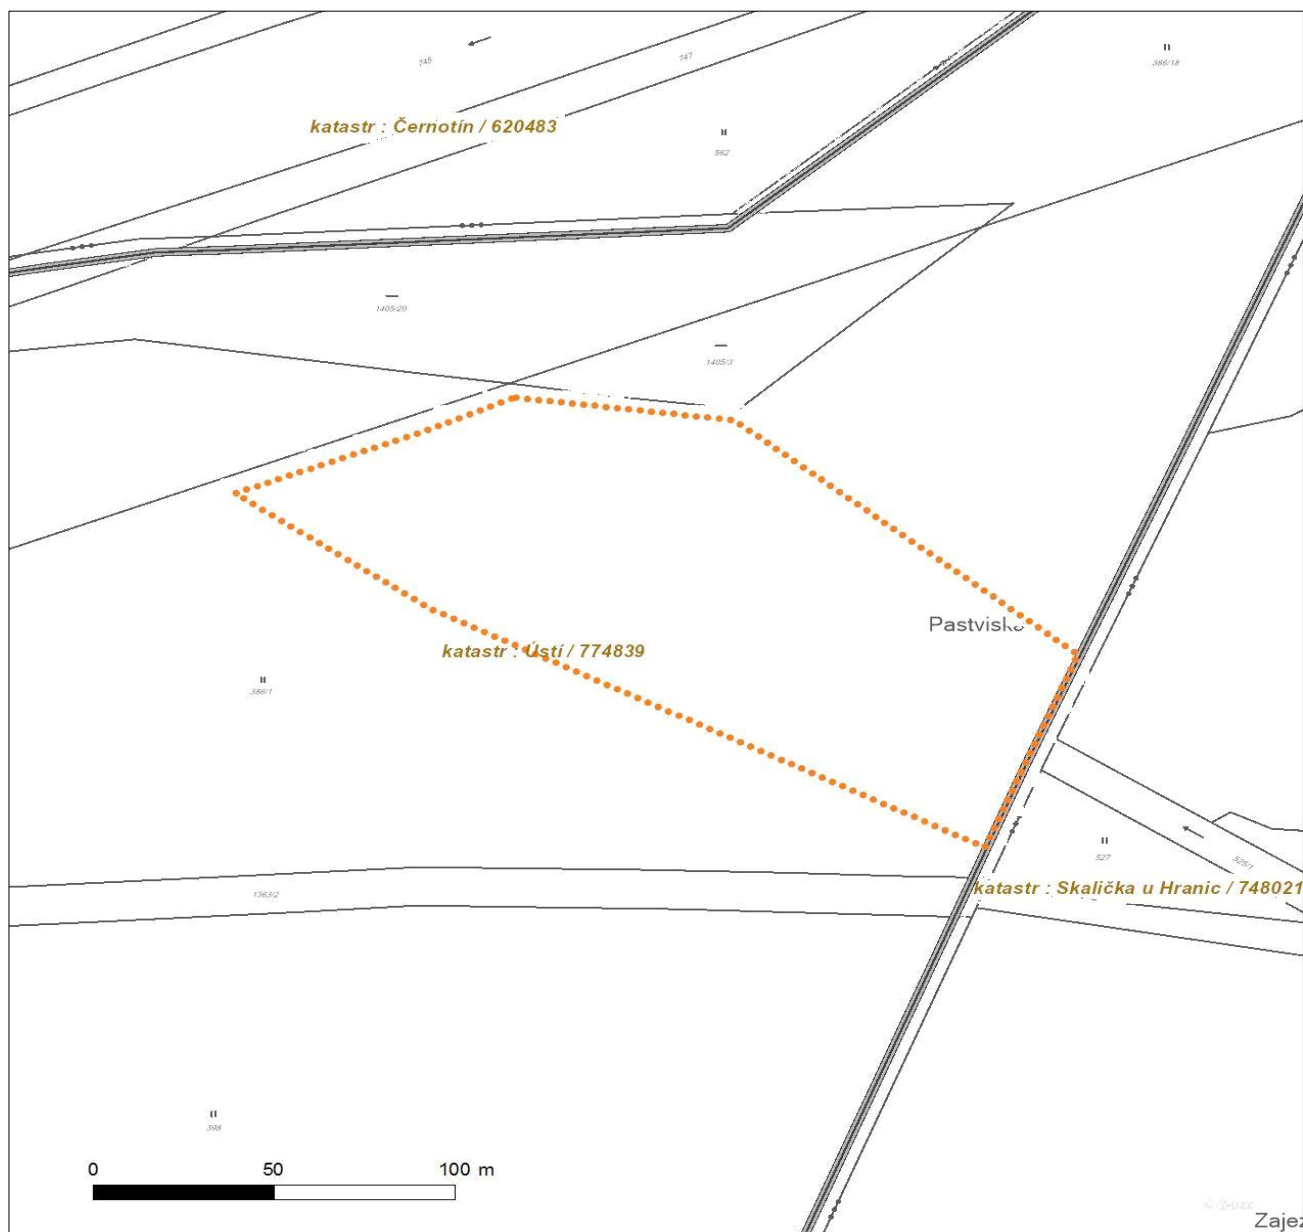 386/18
745
747
katastr : Černotín / 620483
562
1405/20
1405/3
Pastvisko
katastr : Ústí / 774839
386/1
527
525/1
katastr : Skalička u Hranic / 748021
1363/2
398
0 50 100 m
© ČÚZK
Zajez